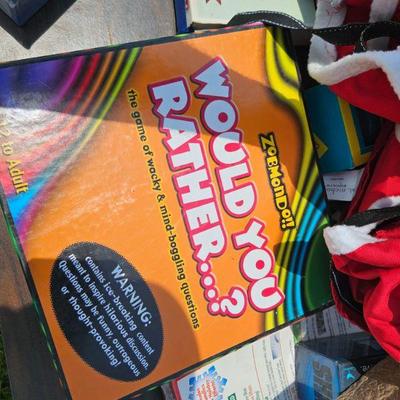 ZOBMONDO!!
WOULD YOU
RATHER...?
the game of wacky & mind-boggling questions
12 to Adult
WARNING:
contains ice-breaking content
meant to inspire hilarious discussion.
Questions may be funny, outrageous
or thought-provoking!